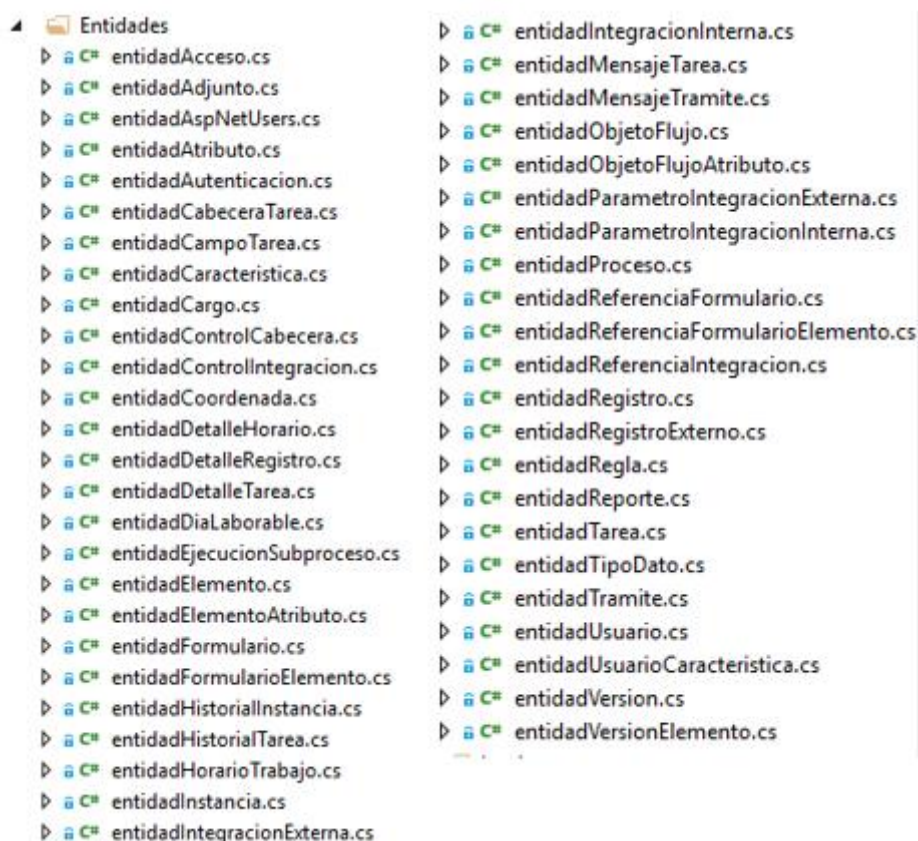 Entidades
C# entidadAcceso.cs
C# entidadAdjunto.cs
C# entidadAspNetUsers.cs
C# entidadAtributo.cs
C# entidadAutenticacion.cs
C# entidadCabeceraTarea.cs
C# entidadCampoTarea.cs
C# entidadCaracteristica.cs
C# entidadCargo.cs
C# entidadControlCabecera.cs
C# entidadControlIntegracion.cs
C# entidadCoordenada.cs
C# entidadDetalleHorario.cs
C# entidadDetalleRegistro.cs
C# entidadDetalleTarea.cs
C# entidadDiaLaborable.cs
C# entidadEjecucionSubproceso.cs
C# entidadElemento.cs
C# entidadElementoAtributo.cs
C# entidadFormulario.cs
C# entidadFormularioElemento.cs
C# entidadHistorialInstancia.cs
C# entidadHistorialTarea.cs
C# entidadHorarioTrabajo.cs
C# entidadInstancia.cs
C# entidadIntegracionExterna.cs
C# entidadIntegracionInterna.cs
C# entidadMensajeTarea.cs
C# entidadMensajeTramite.cs
C# entidadObjetoFlujo.cs
C# entidadObjetoFlujoAtributo.cs
C# entidadParametroIntegracionExterna.cs
C# entidadParametroIntegracionInterna.cs
C# entidadProceso.cs
C# entidadReferenciaFormulario.cs
C# entidadReferenciaFormularioElemento.cs
C# entidadReferenciaIntegracion.cs
C# entidadRegistro.cs
C# entidadRegistroExterno.cs
C# entidadRegla.cs
C# entidadReporte.cs
C# entidadTarea.cs
C# entidadTipoDato.cs
C# entidadTramite.cs
C# entidadUsuario.cs
C# entidadUsuarioCaracteristica.cs
C# entidadVersion.cs
C# entidadVersionElemento.cs